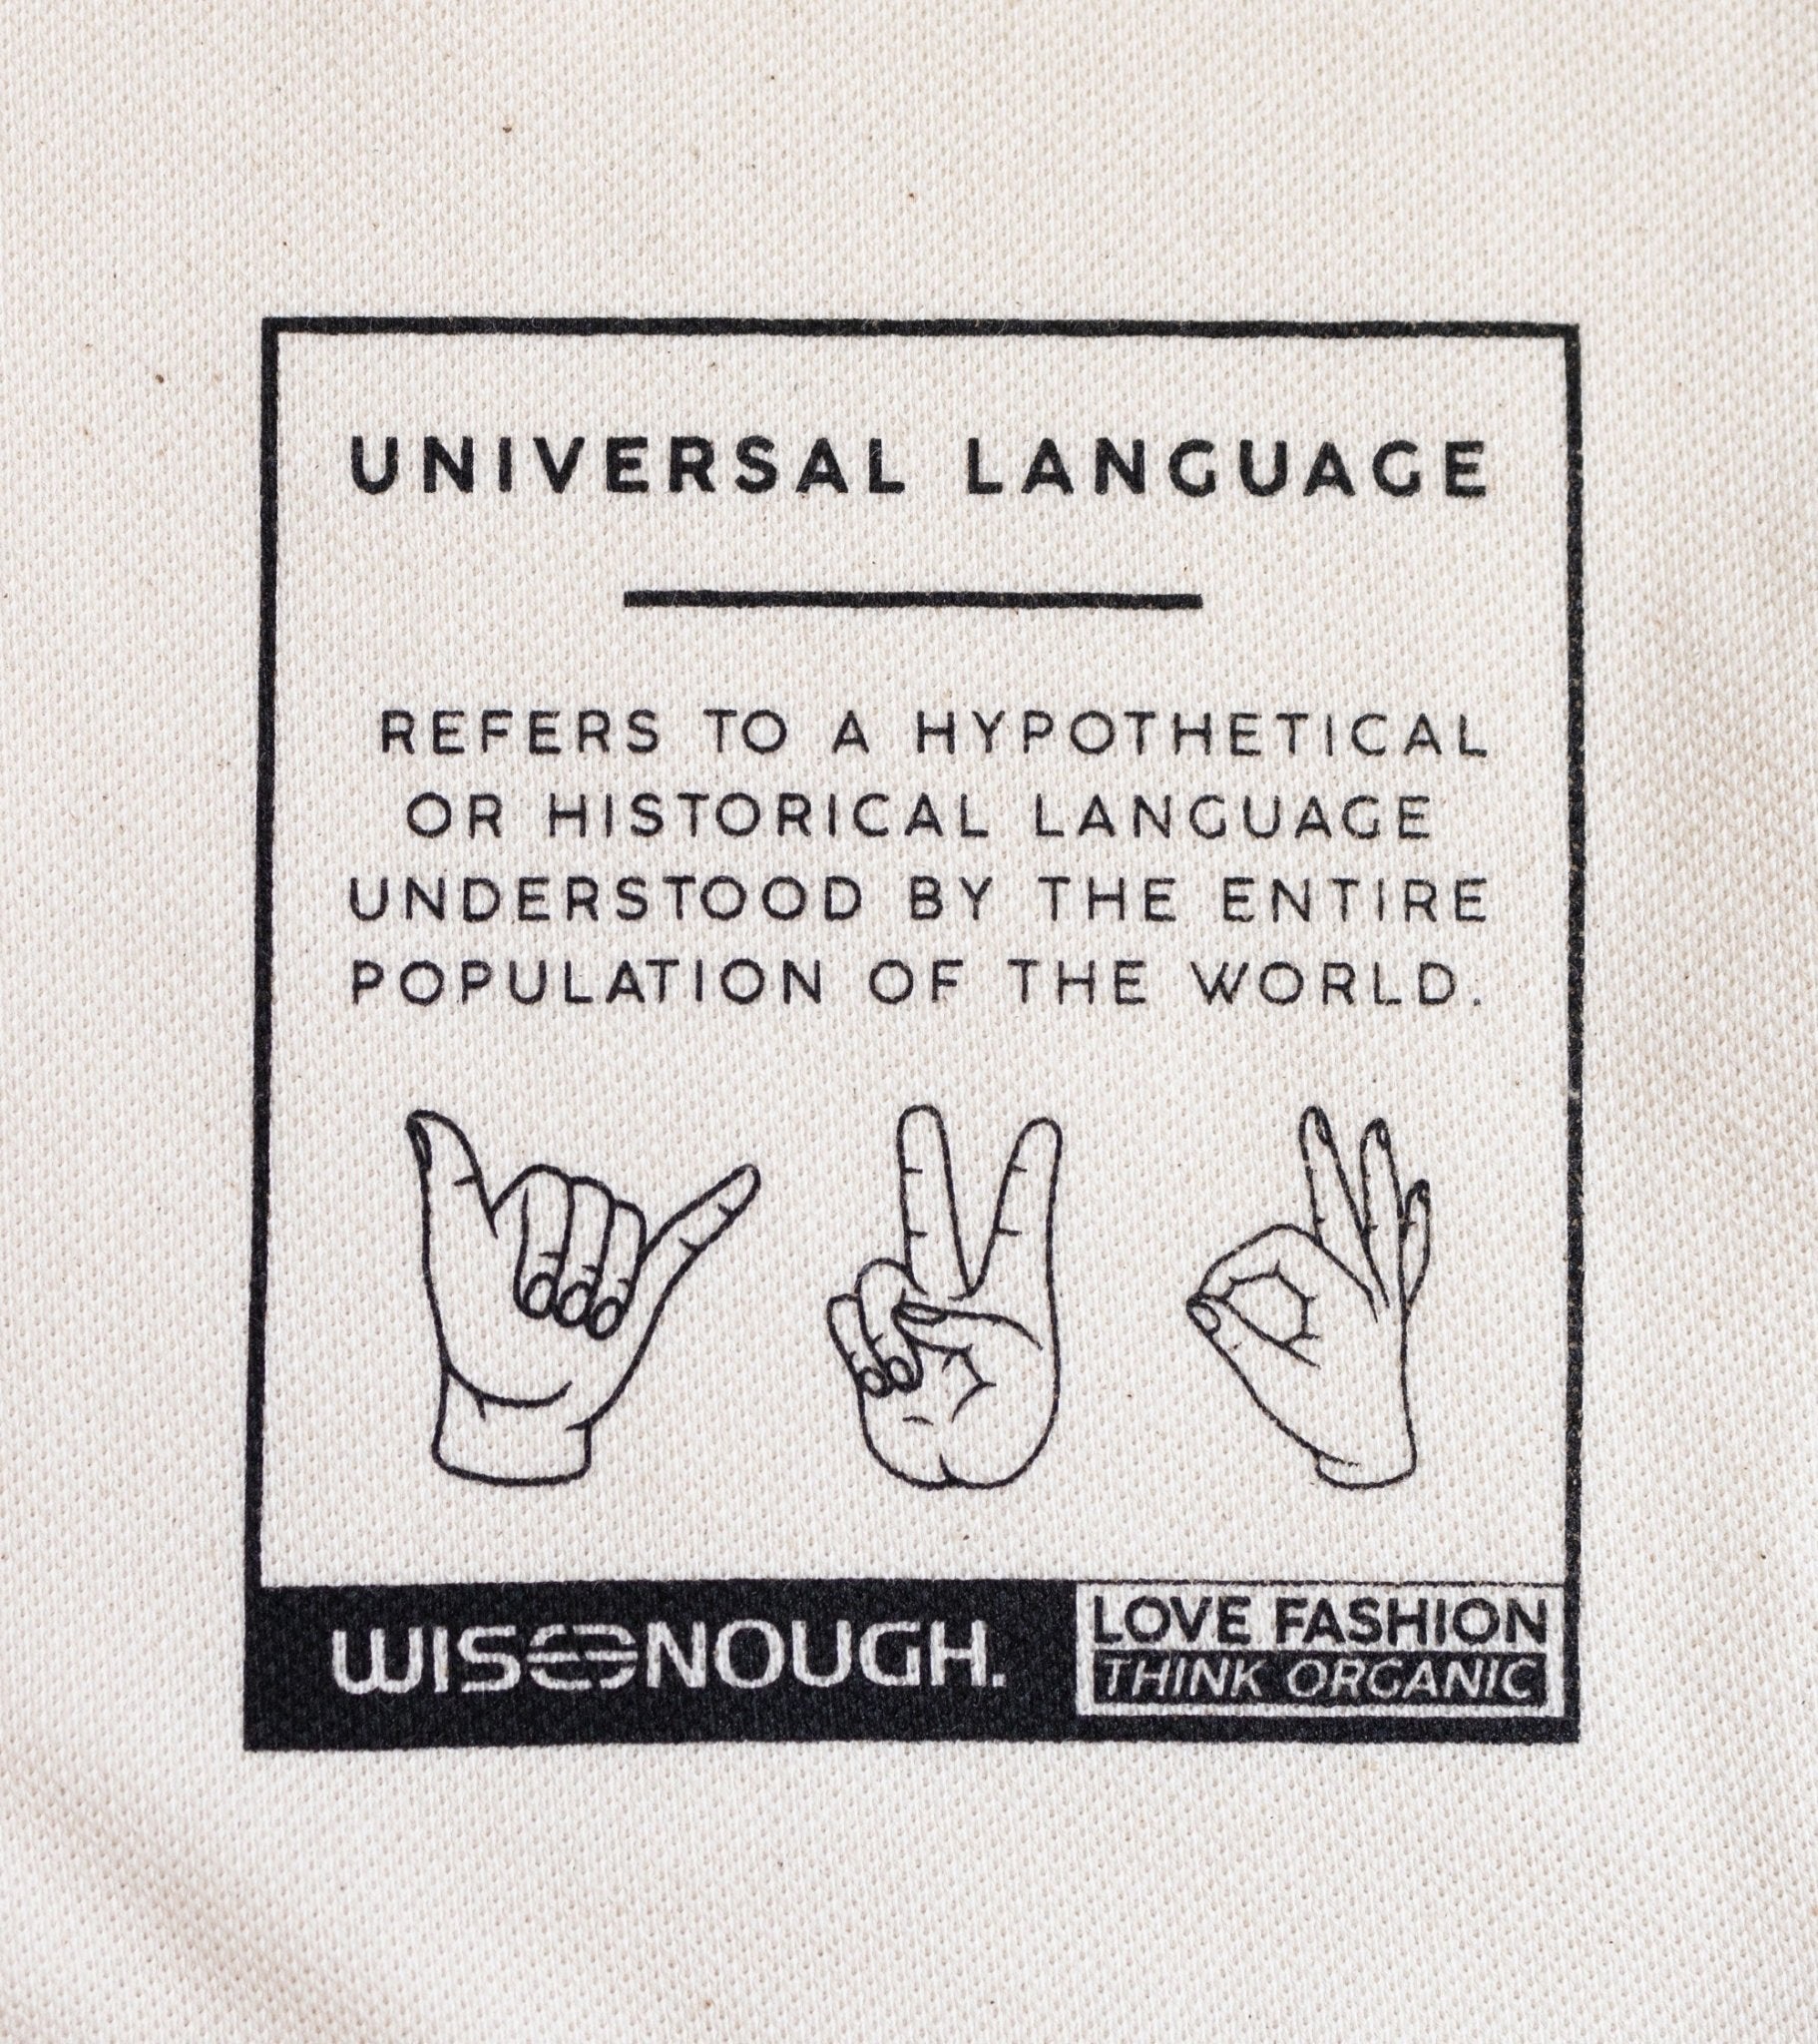 UNIVERSAL LANGUAGE
REFERS TO A HYPOTHETICAL
OR HISTORICAL LANGUAGE
UNDERSTOOD BY THE ENTIRE
POPULATION OF THE WORLD.
WISEENOUGH.
LOVE FASHION
THINK ORGANIC